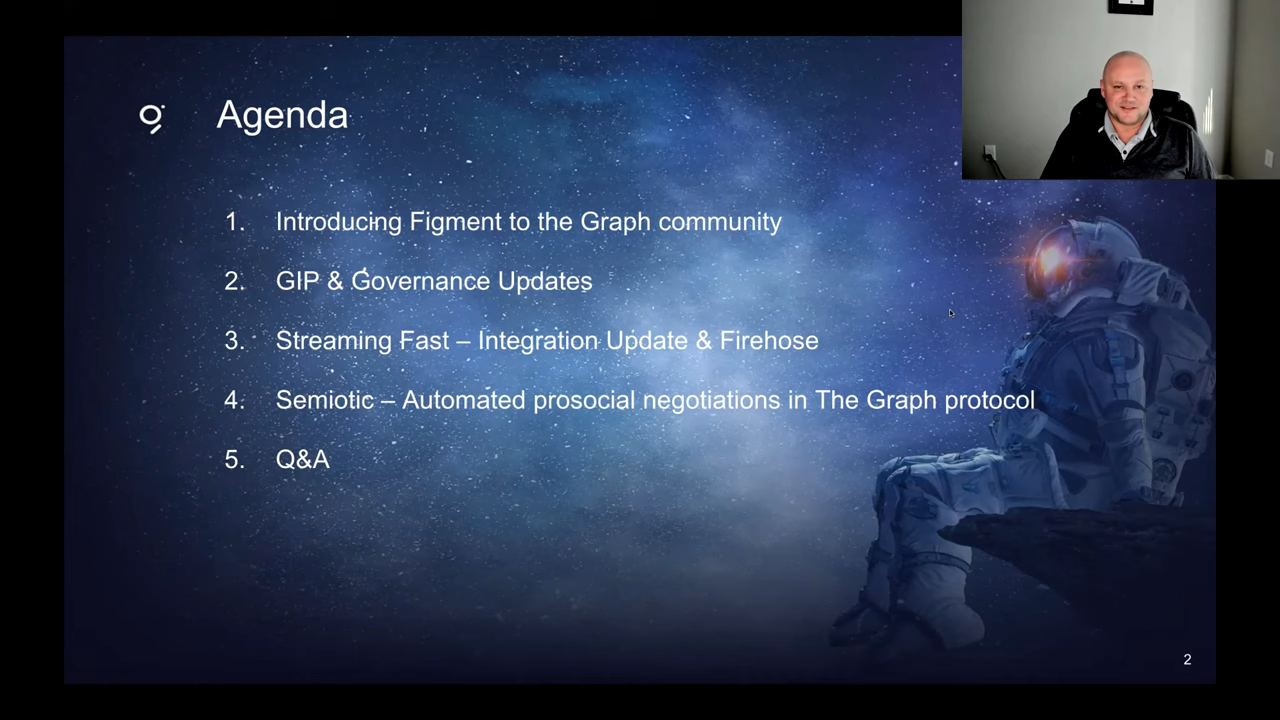 Agenda
1. Introducing Figment to the Graph community
2. GIP & Governance Updates
3. Streaming Fast – Integration Update & Firehose
4. Semiotic – Automated prosocial negotiations in The Graph protocol
5. Q&A
2